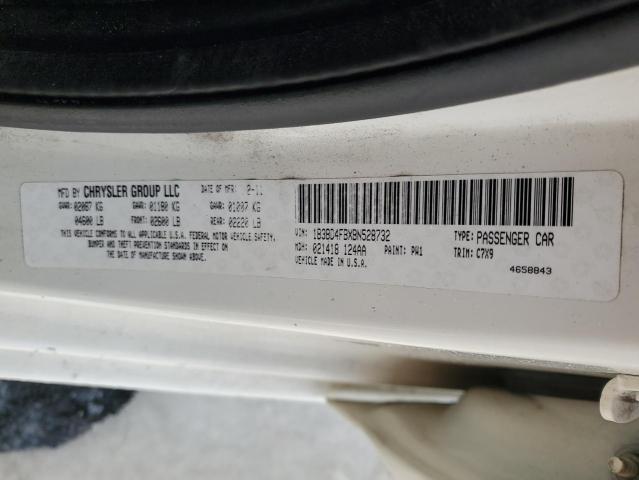 MFD BY CHRYSLER GROUP LLC DATE OF MFR: 2-11
GVWR: 02087 KG GAWR: 01180 KG GAWR: 01007 KG
04600 LB FRONT: 02600 LB REAR: 02220 LB
THIS VEHICLE CONFORMS TO ALL APPLICABLE U.S.A. FEDERAL MOTOR VEHICLE SAFETY,
BUMPER AND THEFT PREVENTION STANDARDS IN EFFECT ON
THE DATE OF MANUFACTURE SHOWN ABOVE.
VIN: 1B3BD4FBXBN528732 TYPE: PASSENGER CAR
MDH: 021418 124AA PAINT: PW1 TRIM: C7X9
VEHICLE MADE IN U.S.A.
4658843